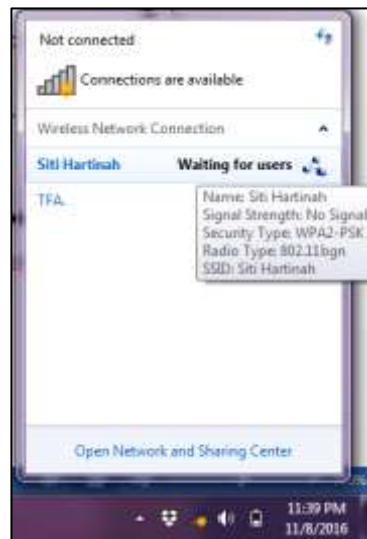 Not connected
Connections are available
Wireless Network Connection
Siti Hartinah Waiting for users
Name: Siti Hartinah
Signal Strength: No Signal
Security Type: WPA2-PSK
Radio Type: 802.11bgn
SSID: Siti Hartinah
TFA.
Open Network and Sharing Center
11:39 PM
11/8/2016